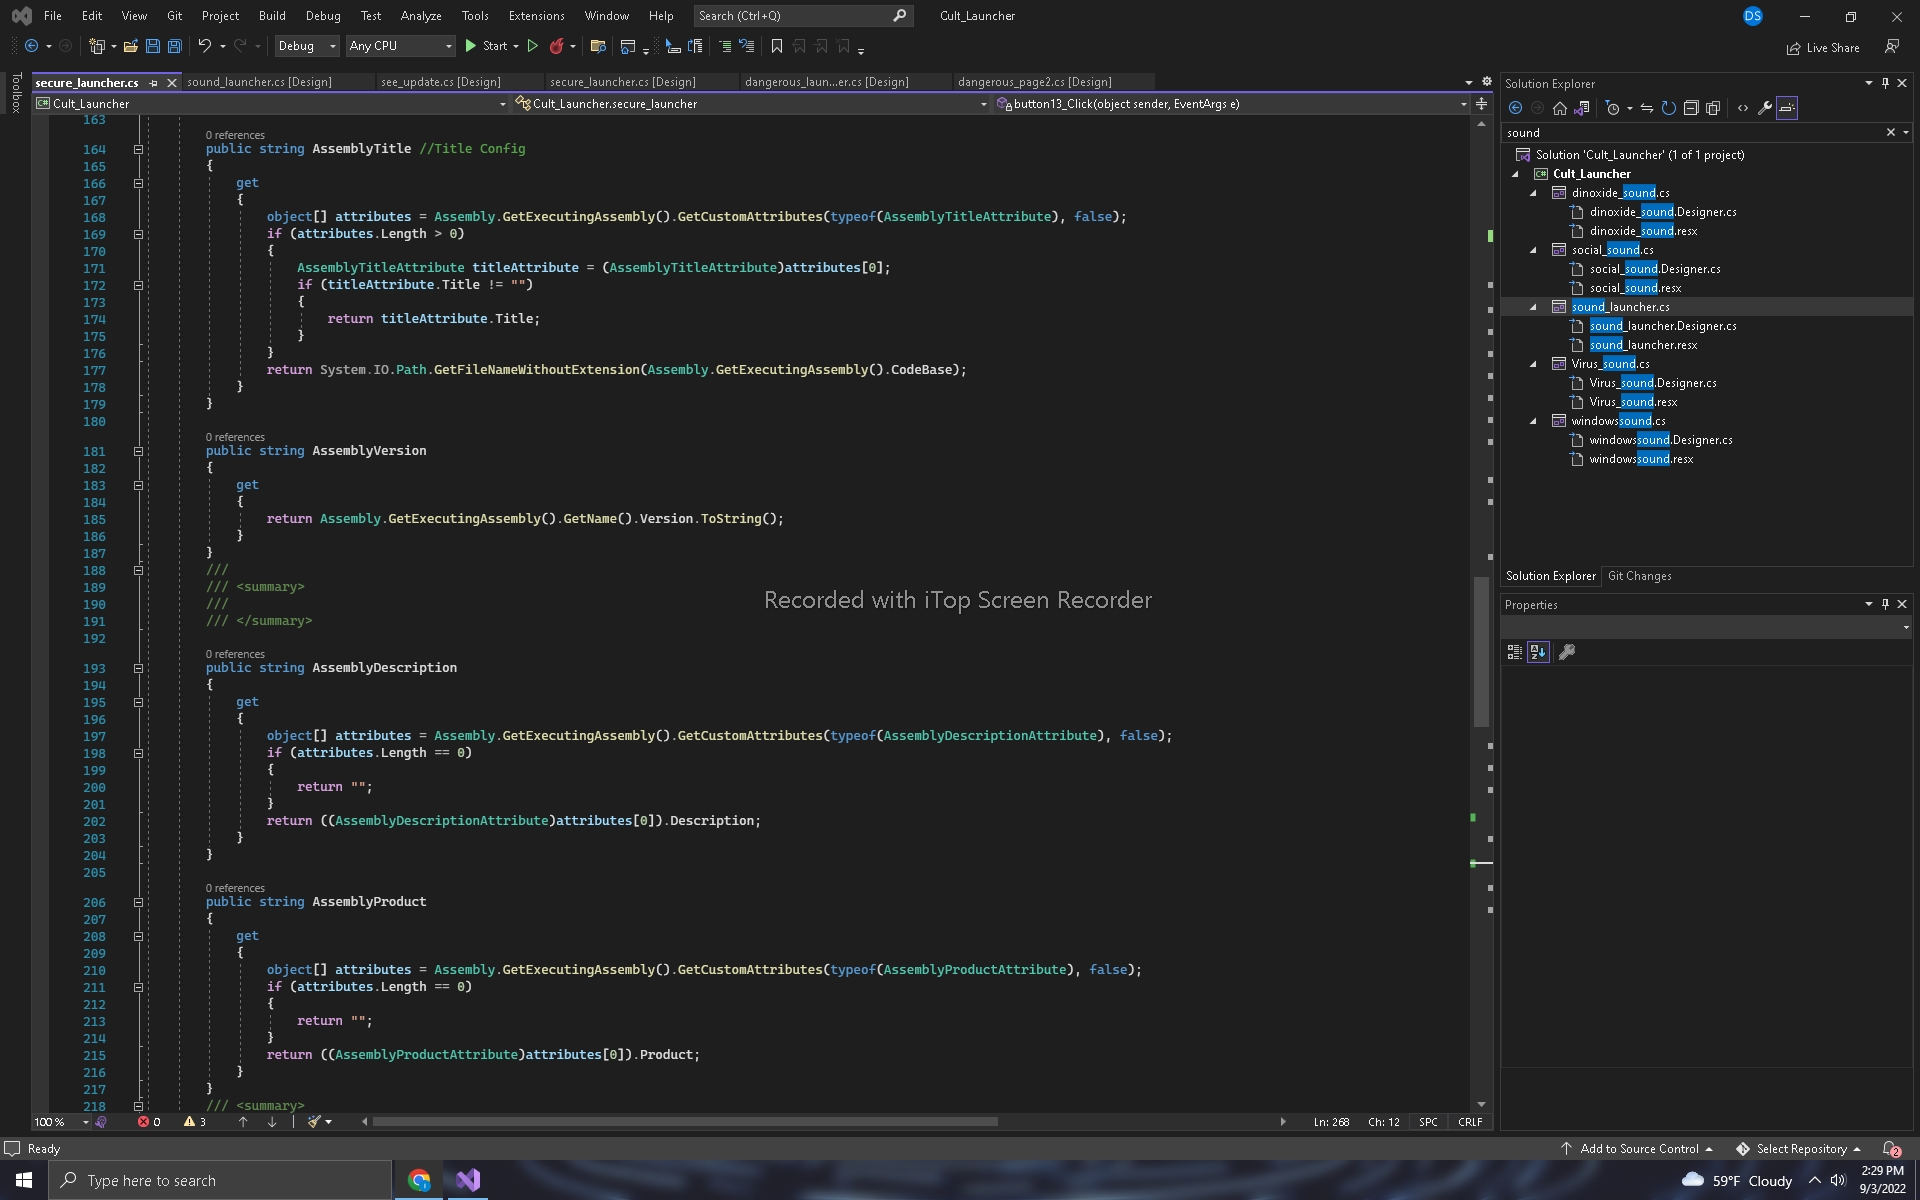 File Edit View Git Project Build Debug Test Analyze Tools Extensions Window Help Search (Ctrl+Q) Cult_Launcher DS
Debug Any CPU Start Live Share
Toolbox
secure_launcher.cs sound_launcher.cs [Design] see_update.cs [Design] secure_launcher.cs [Design] dangerous_laun...er.cs [Design] dangerous_page2.cs [Design]
Cult_Launcher Cult_Launcher.secure_launcher button13_Click(object sender, EventArgs e)
163
0 references
164 public string AssemblyTitle //Title Config
165 {
166 get
167 {
168 object[] attributes = Assembly.GetExecutingAssembly().GetCustomAttributes(typeof(AssemblyTitleAttribute), false);
169 if (attributes.Length > 0)
170 {
171 AssemblyTitleAttribute titleAttribute = (AssemblyTitleAttribute)attributes[0];
172 if (titleAttribute.Title != "")
173 {
174 return titleAttribute.Title;
175 }
176 }
177 return System.IO.Path.GetFileNameWithoutExtension(Assembly.GetExecutingAssembly().CodeBase);
178 }
179 }
180
0 references
181 public string AssemblyVersion
182 {
183 get
184 {
185 return Assembly.GetExecutingAssembly().GetName().Version.ToString();
186 }
187 }
188 ///
189 /// <summary>
190 ///
191 /// </summary>
192
0 references
193 public string AssemblyDescription
194 {
195 get
196 {
197 object[] attributes = Assembly.GetExecutingAssembly().GetCustomAttributes(typeof(AssemblyDescriptionAttribute), false);
198 if (attributes.Length == 0)
199 {
200 return "";
201 }
202 return ((AssemblyDescriptionAttribute)attributes[0]).Description;
203 }
204 }
205
0 references
206 public string AssemblyProduct
207 {
208 get
209 {
210 object[] attributes = Assembly.GetExecutingAssembly().GetCustomAttributes(typeof(AssemblyProductAttribute), false);
211 if (attributes.Length == 0)
212 {
213 return "";
214 }
215 return ((AssemblyProductAttribute)attributes[0]).Product;
216 }
217 }
218 /// <summary>
Recorded with iTop Screen Recorder
100 % 0 3 Ln: 268 Ch: 12 SPC CRLF
Solution Explorer
sound
Solution 'Cult_Launcher' (1 of 1 project)
Cult_Launcher
dinoxide_sound.cs
dinoxide_sound.Designer.cs
dinoxide_sound.resx
social_sound.cs
social_sound.Designer.cs
social_sound.resx
sound_launcher.cs
sound_launcher.Designer.cs
sound_launcher.resx
Virus_sound.cs
Virus_sound.Designer.cs
Virus_sound.resx
windowssound.cs
windowssound.Designer.cs
windowssound.resx
Solution Explorer Git Changes
Properties
Ready Add to Source Control Select Repository 2
Type here to search 59°F Cloudy 2:29 PM
9/3/2022